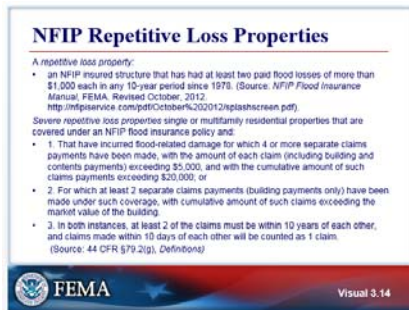 NFIP Repetitive Loss Properties
A repetitive loss property:
• an NFIP insured structure that has had at least two paid flood losses of more than
$1,000 each in any 10-year period since 1978. (Source: NFIP Flood Insurance
Manual, FEMA. Revised October, 2012.
http://nfipservice.com/pdf/October%202012/splashscreen.pdf).
Severe repetitive loss properties single or multifamily residential properties that are
covered under an NFIP flood insurance policy and:
• 1. That have incurred flood-related damage for which 4 or more separate claims
payments have been made, with the amount of each claim (including building and
contents payments) exceeding $5,000, and with the cumulative amount of such
claims payments exceeding $20,000; or
• 2. For which at least 2 separate claims payments (building payments only) have been
made under such coverage, with cumulative amount of such claims exceeding the
market value of the building.
• 3. In both instances, at least 2 of the claims must be within 10 years of each other,
and claims made within 10 days of each other will be counted as 1 claim.
(Source: 44 CFR §79.2(g), Definitions)
FEMA
Visual 3.14